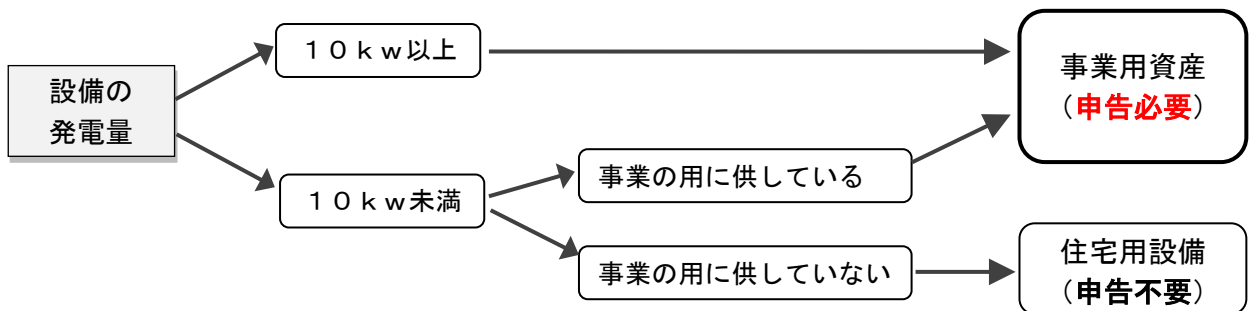 設備の
発電量
１０ｋｗ以上
１０ｋｗ未満
事業の用に供している
事業の用に供していない
事業用資産
（申告必要）
住宅用設備
（申告不要）